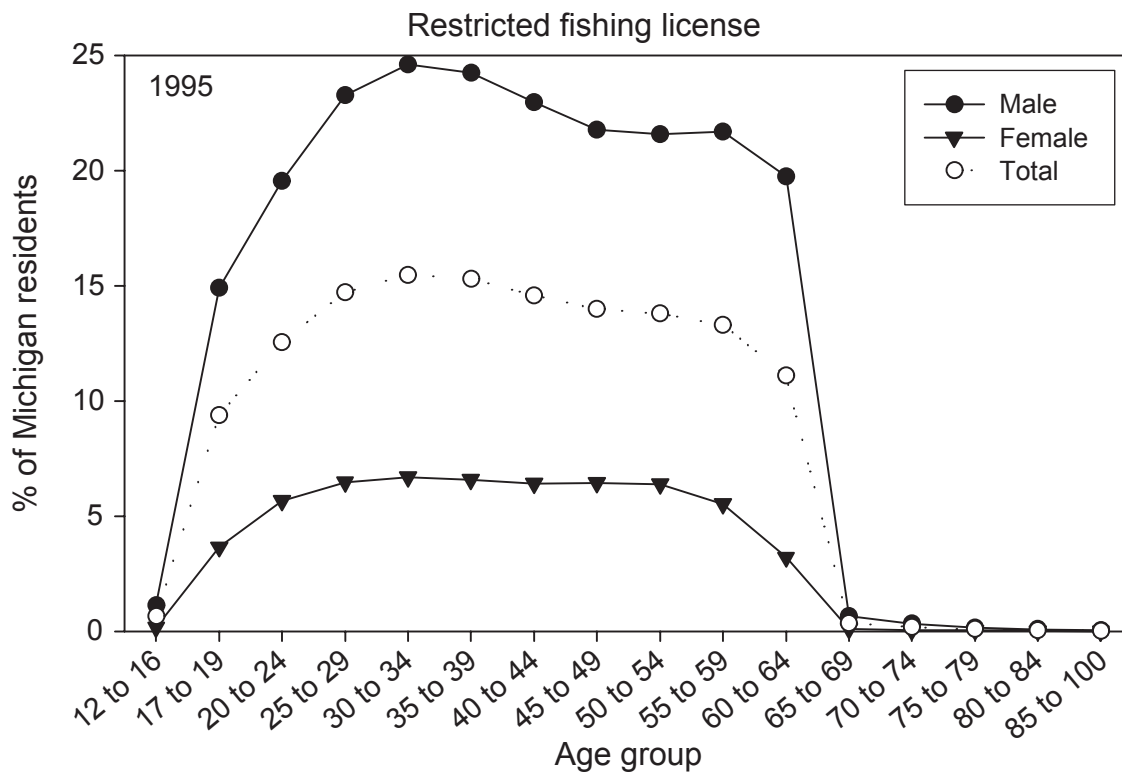 Restricted fishing license
1995
Male
Female
Total
% of Michigan residents
25
20
15
10
5
0
12 to 16
17 to 19
20 to 24
25 to 29
30 to 34
35 to 39
40 to 44
45 to 49
50 to 54
55 to 59
60 to 64
65 to 69
70 to 74
75 to 79
80 to 84
85 to 100
Age group